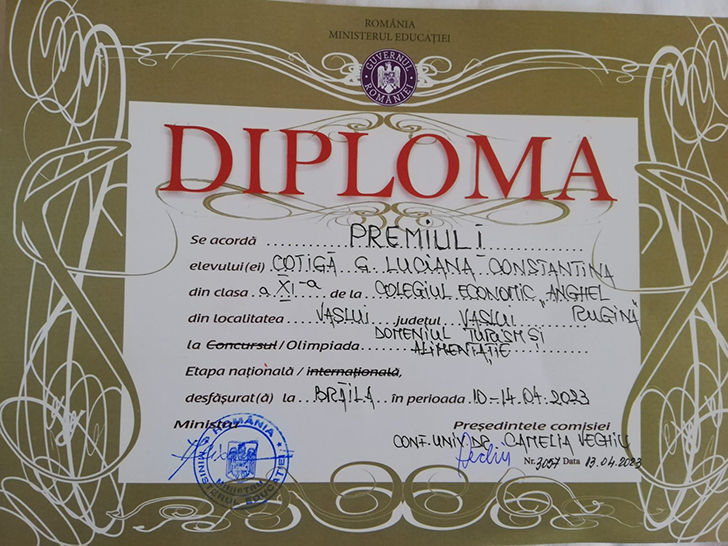 ROMÂNIA
MINISTERUL EDUCAȚIEI
GUVERNUL ROMÂNIEI
DIPLOMA
Se acordă PREMIUL I
elevului(ei) COTIGĂ G. LUCIANA CONSTANTINA
din clasa a XI-a de la COLEGIUL ECONOMIC „ANGHEL
din localitatea VASLUI județul VASLUI RUGINĂ"
la Concursul/Olimpiada DOMENIUL TURISM ȘI
ALIMENTAȚIE
Etapa națională / internațională,
desfășurat(ă) la BRĂILA în perioada 10-14.04.2023
Ministru Președintele comisiei
ROMÂNIA
MINISTERUL EDUCAȚIEI
CONF. UNIV. DR. CAMELIA VEGHIU
Nr. 3057 Data 13.04.2023